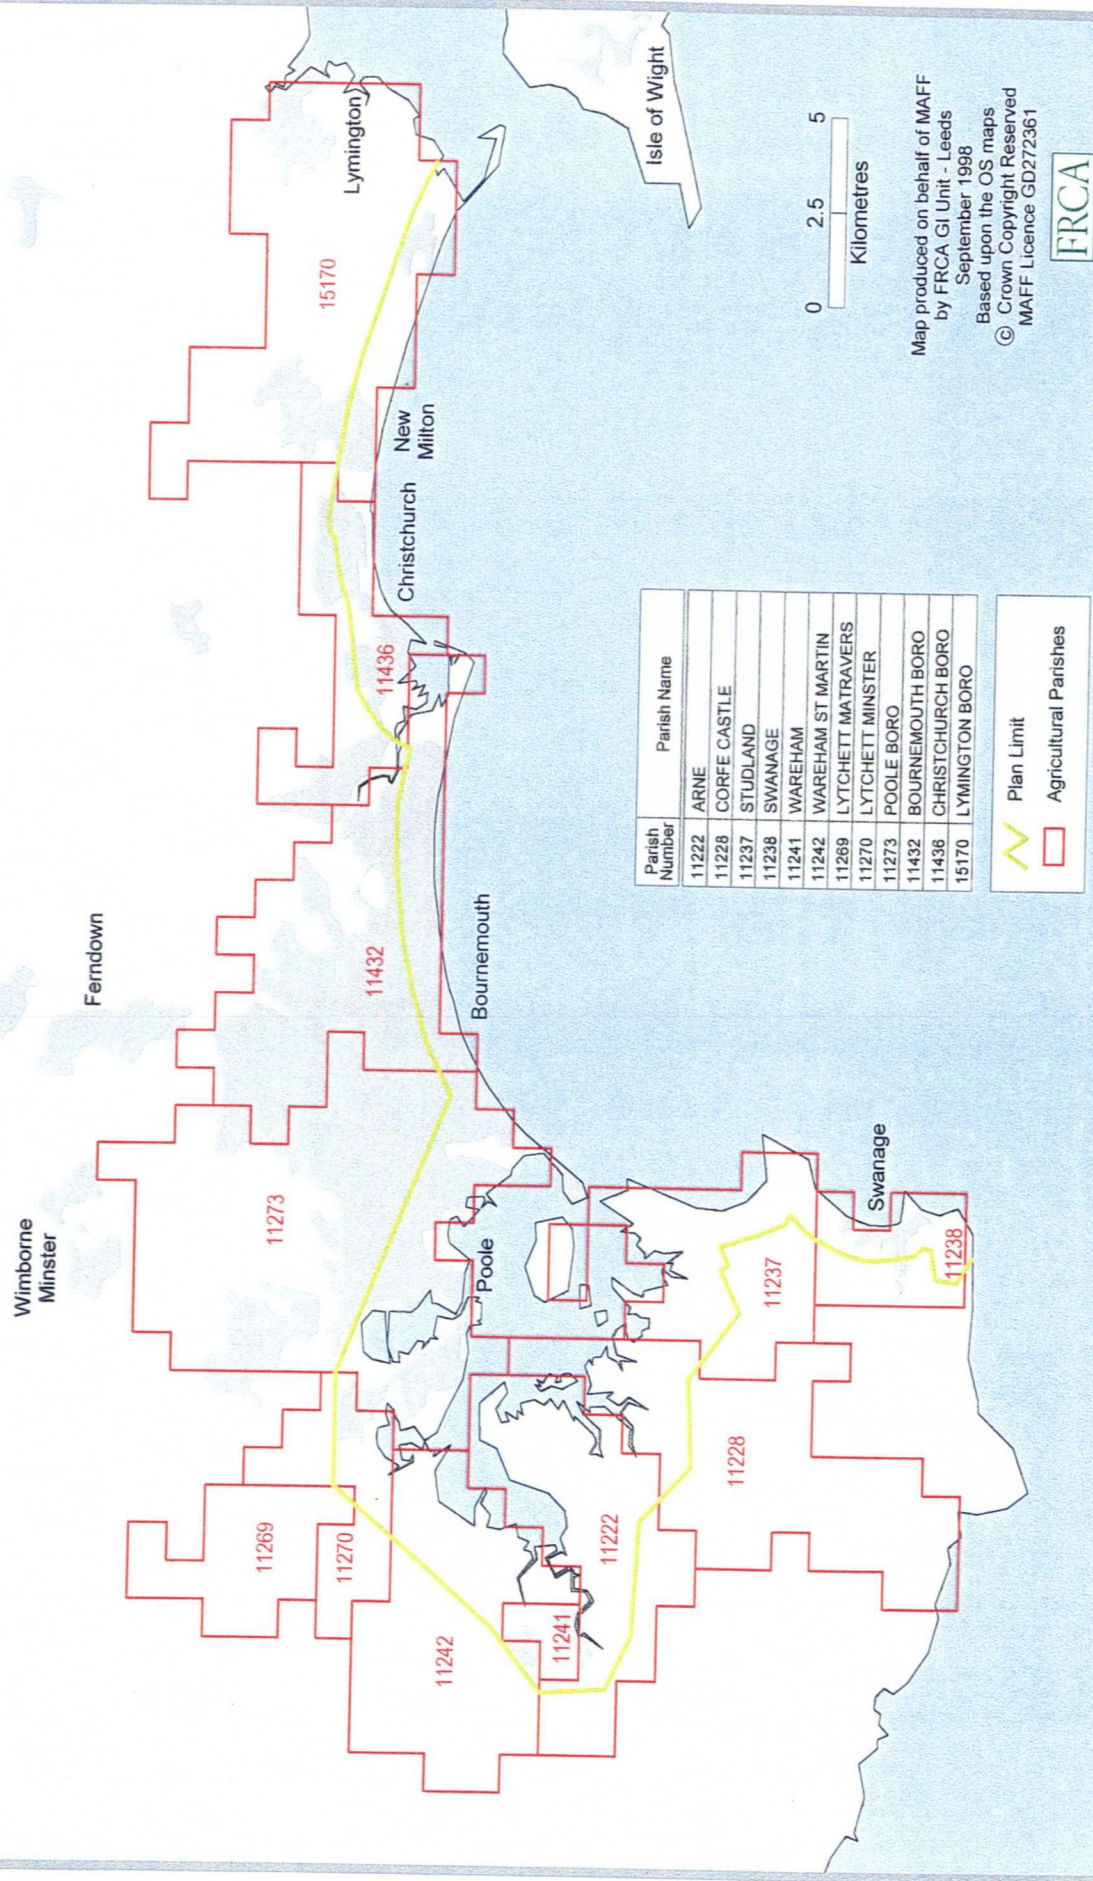 Wimborne
Minster
Ferndown
Lymington
15170
New
Milton
Christchurch
11436
Isle of Wight
11432
Bournemouth
11273
Poole
11269
11270
11242
11241
11222
11228
11237
11238
Swanage
Parish
Number
Parish Name
11222 ARNE
11228 CORFE CASTLE
11237 STUDLAND
11238 SWANAGE
11241 WAREHAM
11242 WAREHAM ST MARTIN
11269 LYTCHETT MATRAVERS
11270 LYTCHETT MINSTER
11273 POOLE BORO
11432 BOURNEMOUTH BORO
11436 CHRISTCHURCH BORO
15170 LYMINGTON BORO
Plan Limit
Agricultural Parishes
0 2.5 5
Kilometres
Map produced on behalf of MAFF
by FRCA GI Unit - Leeds
September 1998
Based upon the OS maps
© Crown Copyright Reserved
MAFF Licence GD272361
FRCA